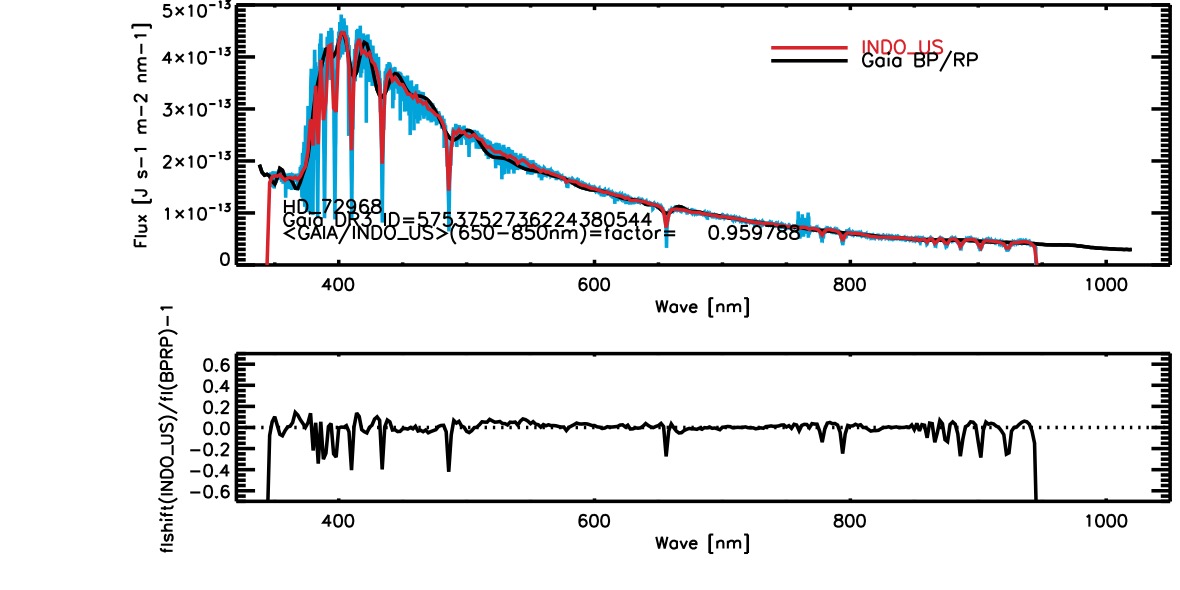 5×10⁻¹³
4×10⁻¹³
3×10⁻¹³
2×10⁻¹³
1×10⁻¹³
0
Flux [J s−1 m−2 nm−1]
INDO_US
Gaia BP/RP
HD_72968
Gaia DR3 ID=5753752736224380544
<GAIA/INDO_US>(650−850nm)=factor= 0.959788
400 600 800 1000
Wave [nm]
flshift(INDO_US)/fl(BPRP)−1
0.6
0.4
0.2
0.0
−0.2
−0.4
−0.6
400 600 800 1000
Wave [nm]